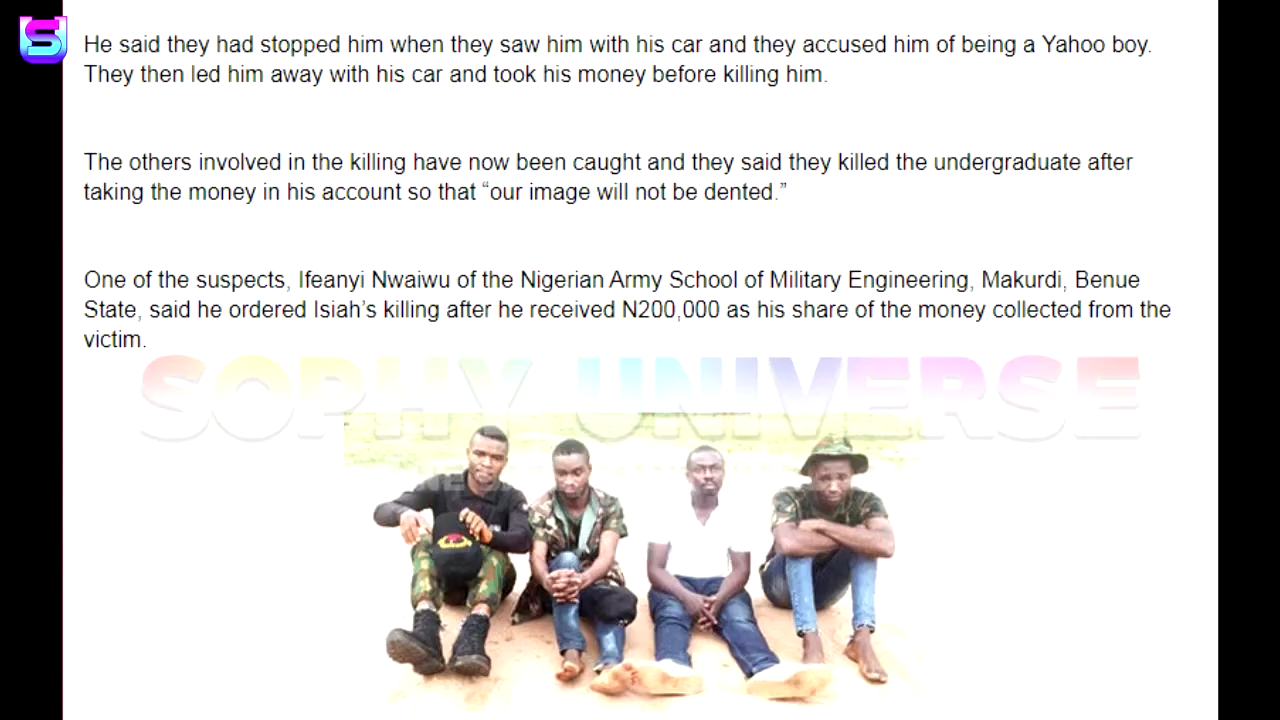 S
He said they had stopped him when they saw him with his car and they accused him of being a Yahoo boy.
They then led him away with his car and took his money before killing him.
The others involved in the killing have now been caught and they said they killed the undergraduate after
taking the money in his account so that “our image will not be dented.”
One of the suspects, Ifeanyi Nwaiwu of the Nigerian Army School of Military Engineering, Makurdi, Benue
State, said he ordered Isiah’s killing after he received N200,000 as his share of the money collected from the
victim.
SOPHY UNIVERSE